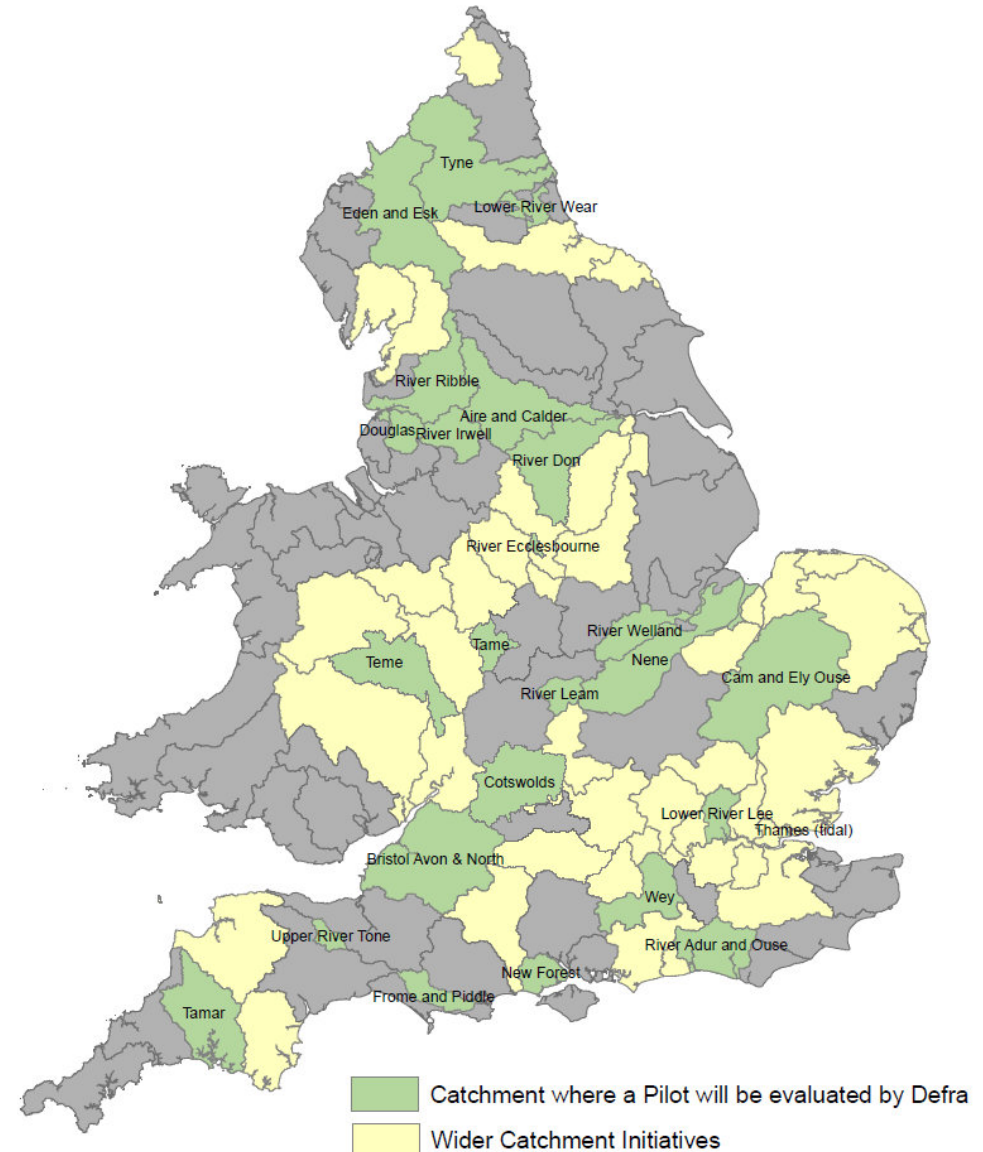 Tyne
Lower River Wear
Eden and Esk
River Ribble
Aire and Calder
Douglas
River Irwell
River Don
River Ecclesbourne
River Welland
Tame
Nene
Teme
Cam and Ely Ouse
River Leam
Cotswolds
Lower River Lee
Thames (tidal)
Bristol Avon & North
Wey
Upper River Tone
River Adur and Ouse
New Forest
Frome and Piddle
Tamar
Catchment where a Pilot will be evaluated by Defra
Wider Catchment Initiatives